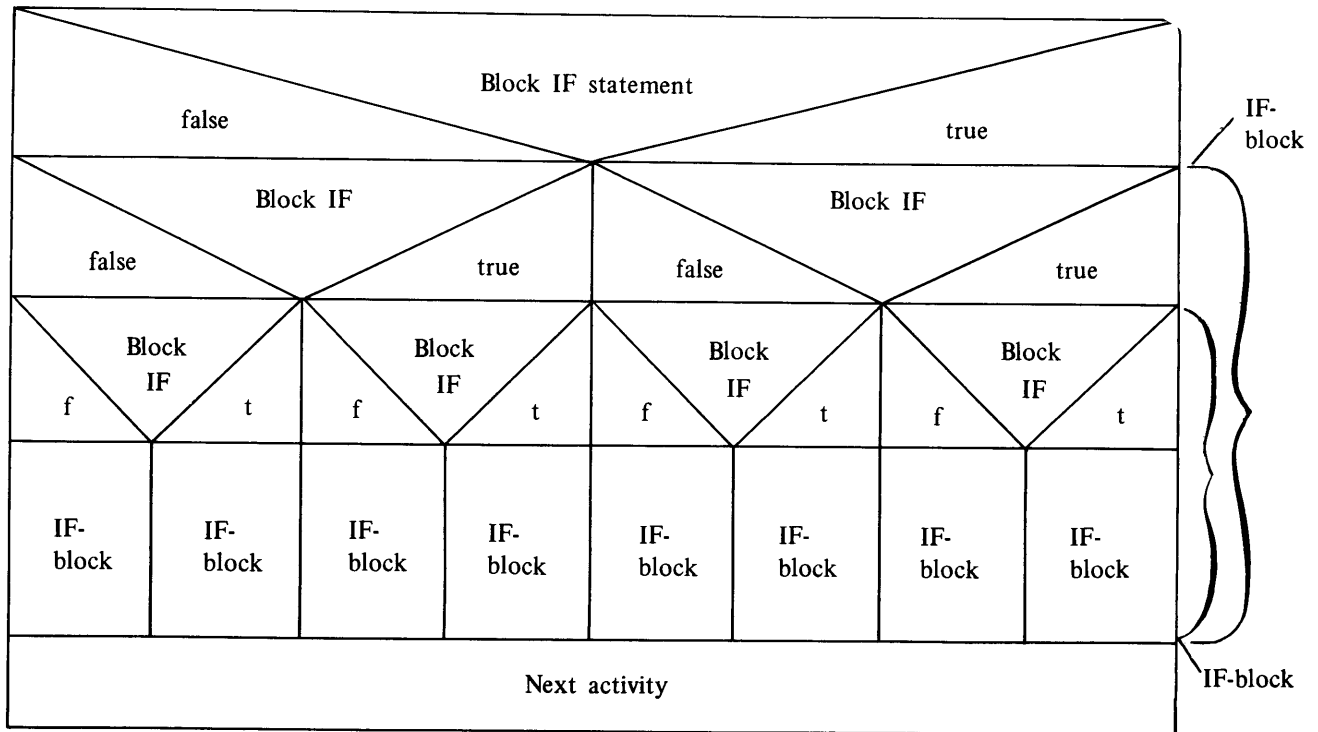 Block IF statement
false
true
IF-
block
Block IF
Block IF
false
true
false
true
Block
IF
f
t
Block
IF
f
t
Block
IF
f
t
Block
IF
f
t
IF-
block
IF-
block
IF-
block
IF-
block
IF-
block
IF-
block
IF-
block
IF-
block
Next activity
IF-block